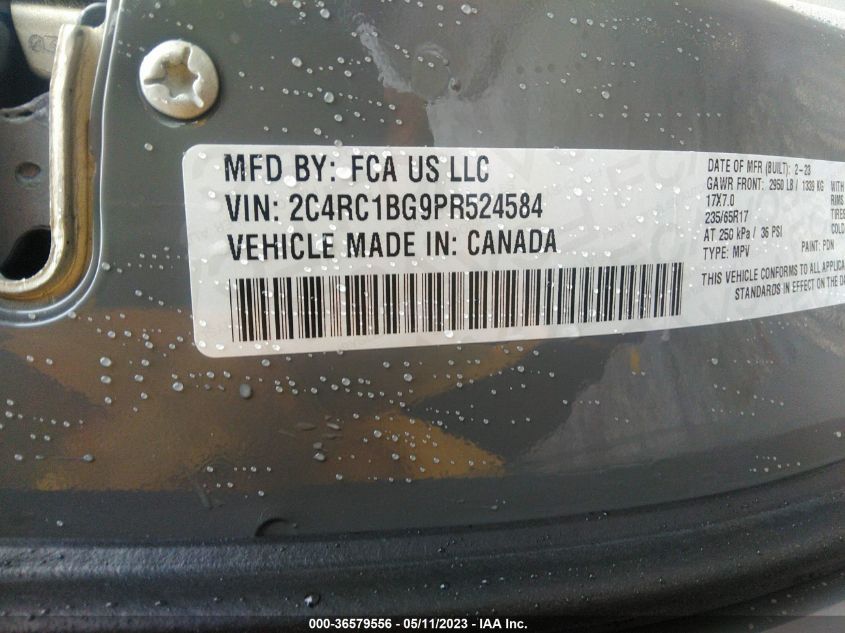 MFD BY: FCA US LLC
VIN: 2C4RC1BG9PR524584
VEHICLE MADE IN: CANADA
DATE OF MFR (BUILT): 2-23
GAWR FRONT: 2950 LB / 1339 KG WITH
17X7.0 RIMS
235/65R17 TIRES
AT 250 kPa / 36 PSI COLD
TYPE: MPV PAINT: PDN
THIS VEHICLE CONFORMS TO ALL APPLICA
STANDARDS IN EFFECT ON THE DA
000-36579556 - 05/11/2023 - IAA Inc.